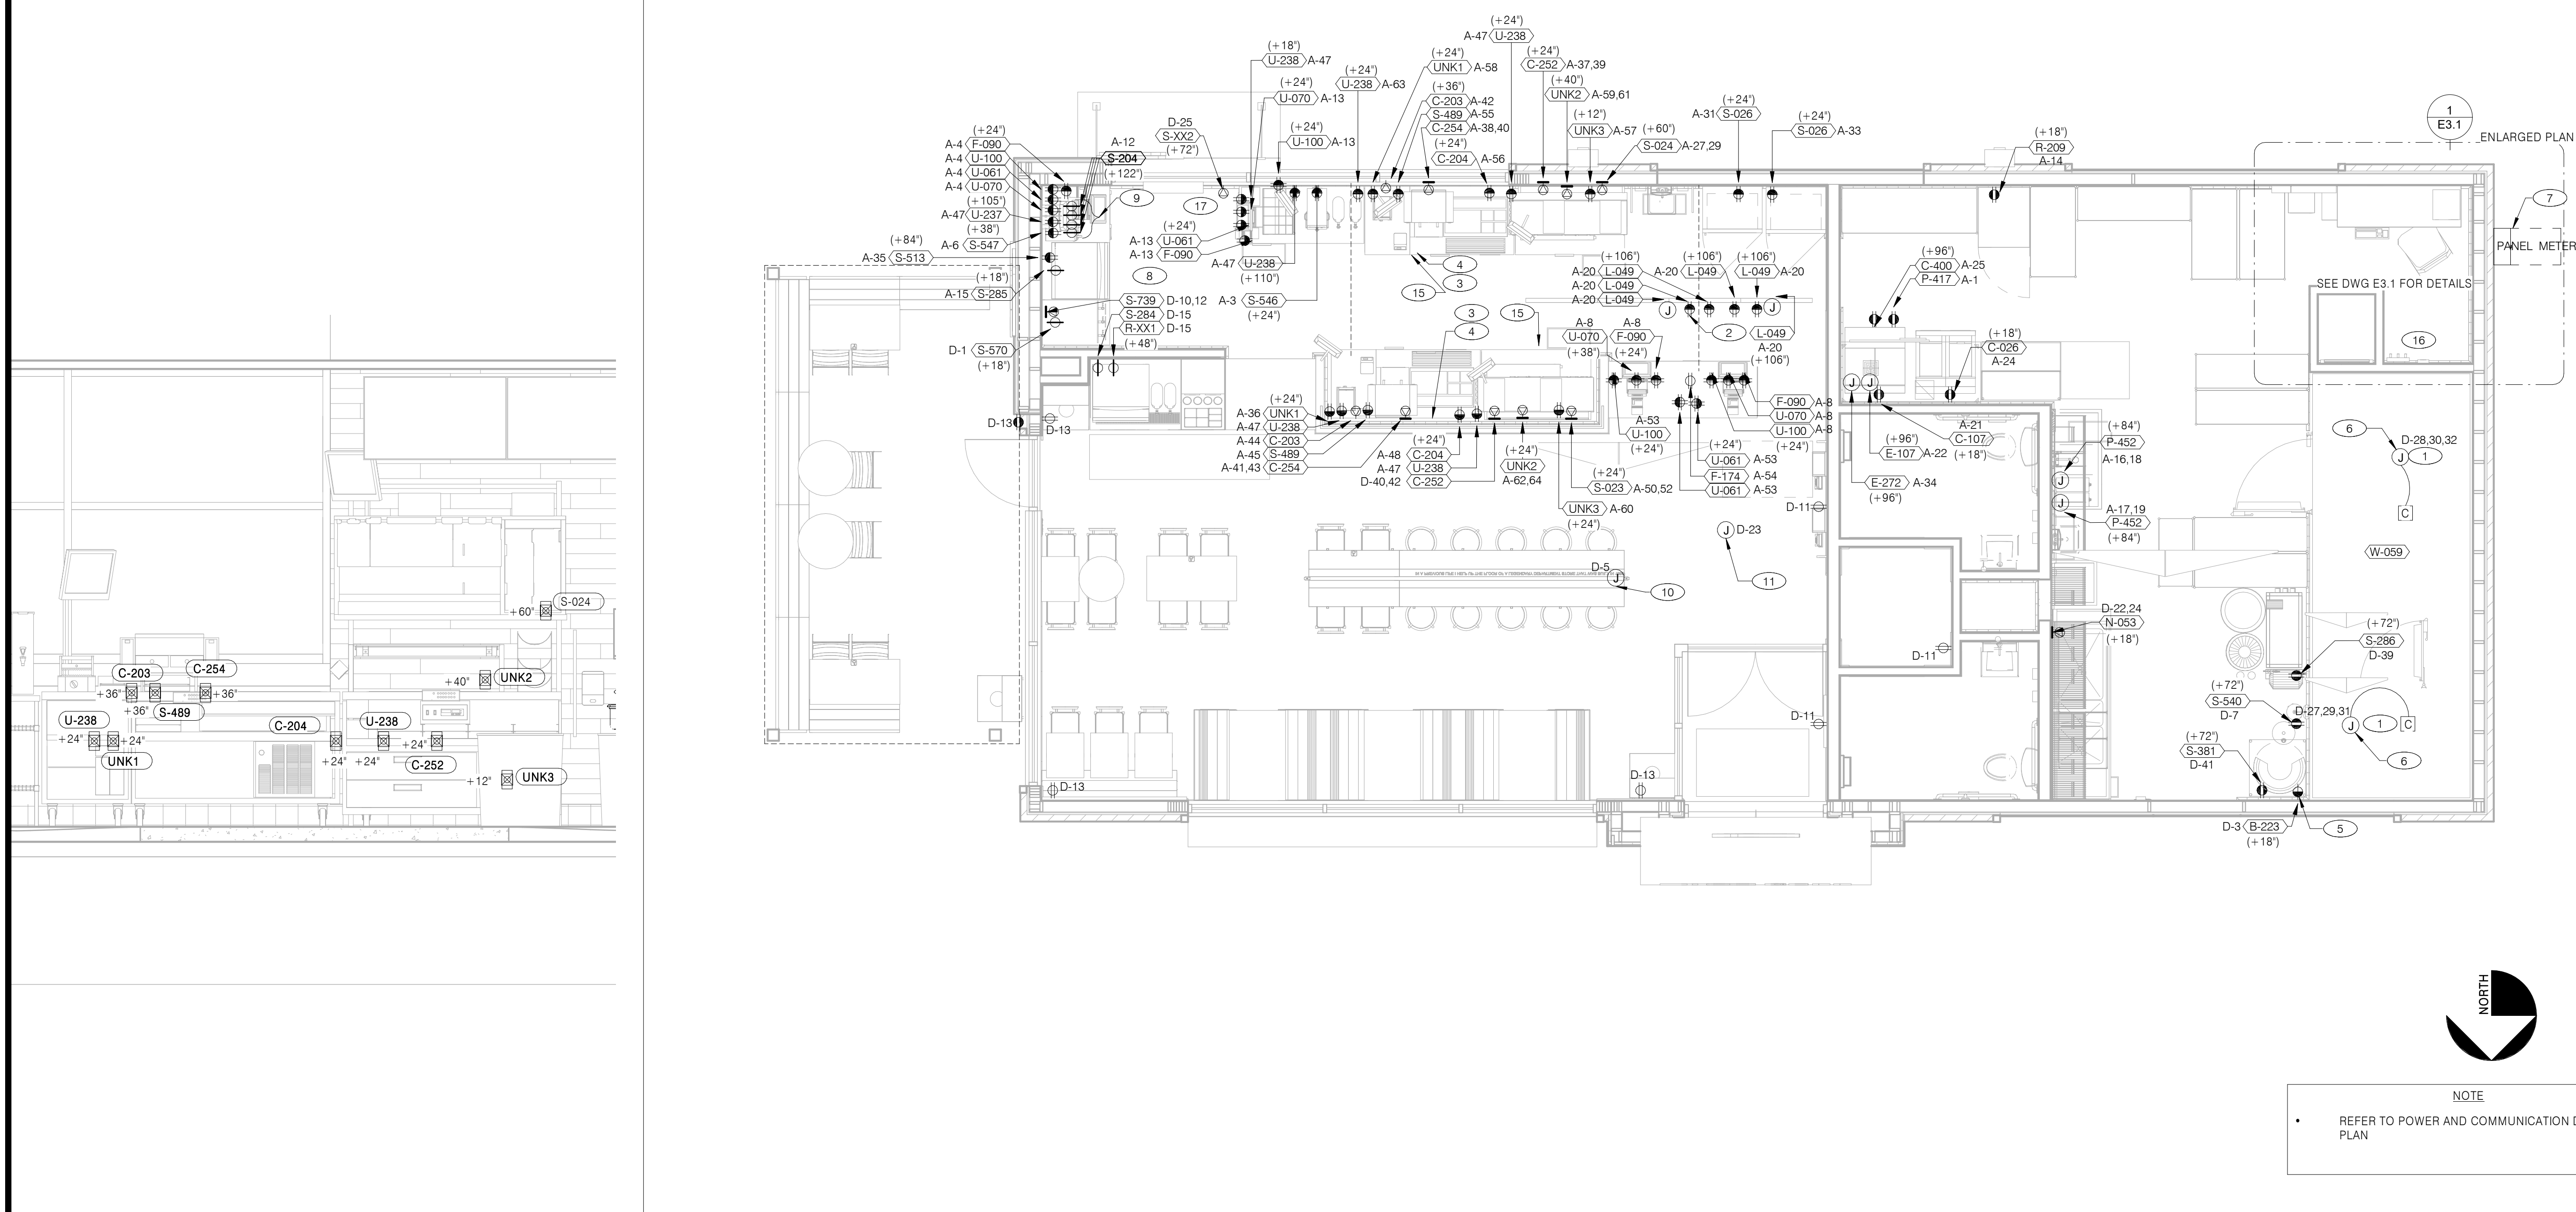 (+24")
A-47 U-238
(+18")
U-238 A-47
(+24")
U-070 A-13
(+24")
U-238 A-63
(+24")
UNK1 A-58
(+36")
C-203 A-42
S-489 A-55
C-254 A-38,40
(+24")
C-204 A-56
(+24")
C-252 A-37,39
(+40")
UNK2 A-59,61
(+12")
UNK3 A-57
(+60")
S-024 A-27,29
(+24")
A-31 S-026
(+24")
S-026 A-33
(+18")
R-209
A-14
1
E3.1
ENLARGED PLAN
7
PANEL METER
SEE DWG E3.1 FOR DETAILS
16
(+24")
A-4 F-090
A-4 U-100
A-4 U-061
A-4 U-070
(+105")
A-47 U-237
(+38")
A-6 S-547
(+84")
A-35 S-513
(+18")
A-15 S-285
A-12
S-204
(+122")
9
D-25
S-XX2
(+72")
17
(+24")
U-100 A-13
(+24")
A-13 U-061
A-13 F-090
A-47 U-238
(+110")
8
A-3 S-546
(+24")
S-739 D-10,12
S-284 D-15
R-XX1 D-15
(+48")
D-1 S-570
(+18")
D-13
D-13
4
3
15
3
4
15
(+106")
A-20 L-049
A-20 L-049
A-20 L-049
(+106")
A-20 L-049
(+106")
L-049 A-20
J
J
2
L-049
A-20
(+106")
A-8
U-070
(+38")
A-8
F-090
(+24")
(+24")
A-36 UNK1
A-47 U-238
A-44 C-203
A-45 S-489
A-41,43 C-254
(+24")
A-48 C-204
A-47 U-238
D-40,42 C-252
(+24")
UNK2
A-62,64
(+24")
S-023 A-50,52
UNK3 A-60
(+24")
A-53
U-100
(+24")
(+24")
U-061 A-53
F-174 A-54
U-061 A-53
F-090 A-8
U-070 A-8
U-100 A-8
(+24")
(+96")
C-400 A-25
P-417 A-1
(+18")
C-026
A-24
J
J
A-21
C-107
(+18")
(+96")
E-107 A-22
E-272 A-34
(+96")
(+84")
P-452
A-16,18
J
J
A-17,19
P-452
(+84")
6
D-28,30,32
J
1
C
W-059
D-11
J D-23
11
D-5
J
10
D-11
D-11
D-22,24
N-053
(+18")
(+72")
S-286
D-39
(+72")
S-540
D-7
D-27,29,31
J
1
C
6
(+72")
S-381
D-41
D-3 B-223
(+18")
5
D-13
D-13
+60" S-024
C-203
C-254
+36"
+36"
+36"
S-489
+40"
UNK2
U-238
C-204
U-238
+24"
+24"
+24"
UNK1
+24"
+24"
C-252
+12"
UNK3
NORTH
NOTE
• REFER TO POWER AND COMMUNICATION D
PLAN